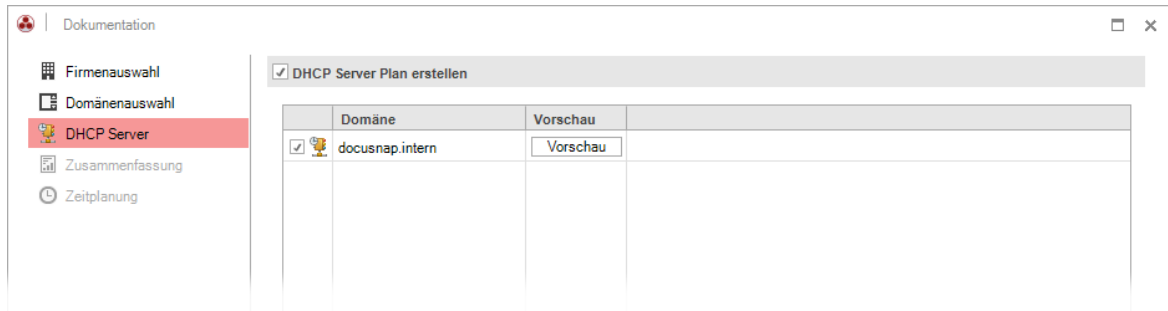 Dokumentation
Firmenauswahl
Domänenauswahl
DHCP Server
Zusammenfassung
Zeitplanung
DHCP Server Plan erstellen
Domäne Vorschau
docusnap.intern Vorschau